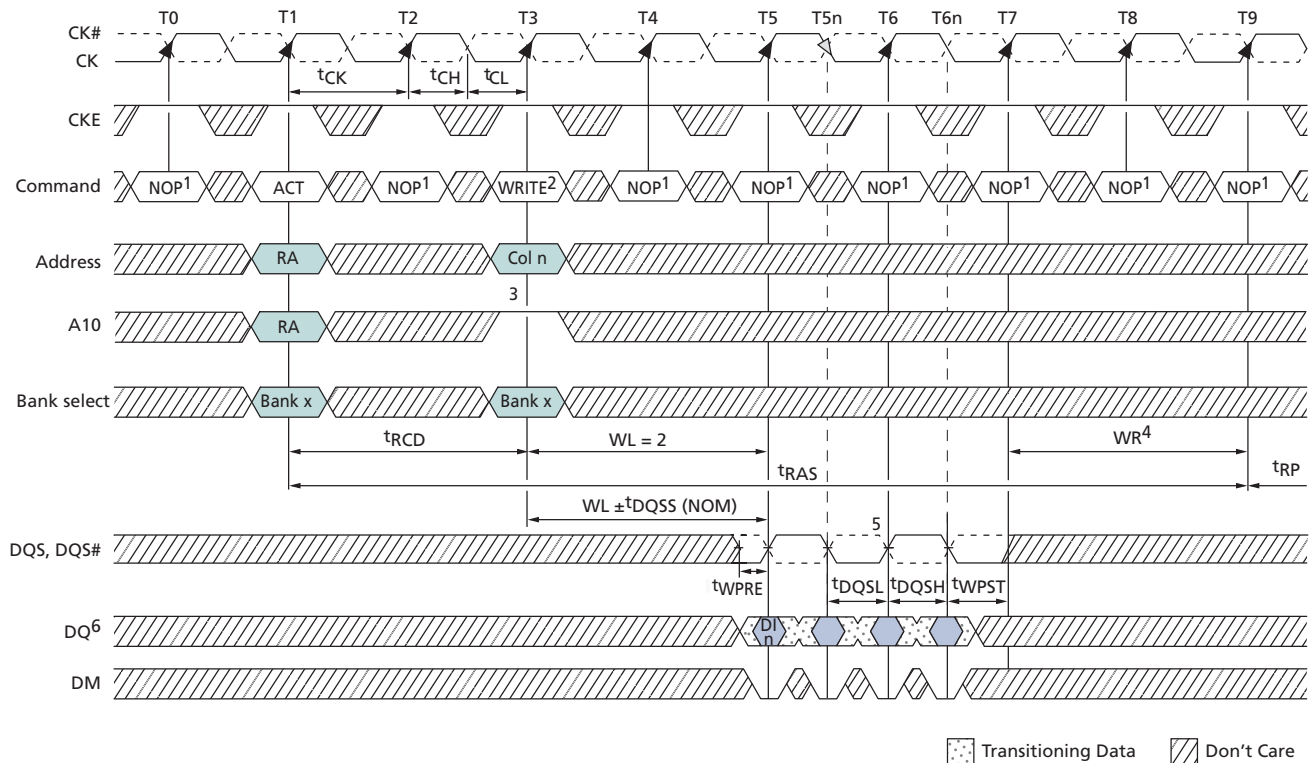 T0 T1 T2 T3 T4 T5 T5n T6 T6n T7 T8 T9
CK#
CK
tCK tCH tCL
CKE
Command NOP1 ACT NOP1 WRITE2 NOP1 NOP1 NOP1 NOP1 NOP1 NOP1
Address RA Col n
3
A10 RA
Bank select Bank x Bank x
tRCD WL = 2 WR4
tRAS tRP
WL ±tDQSS (NOM)
5
DQS, DQS#
tWPRE tDQSL tDQSH tWPST
DQ6 DI
n
DM
Transitioning Data Don't Care